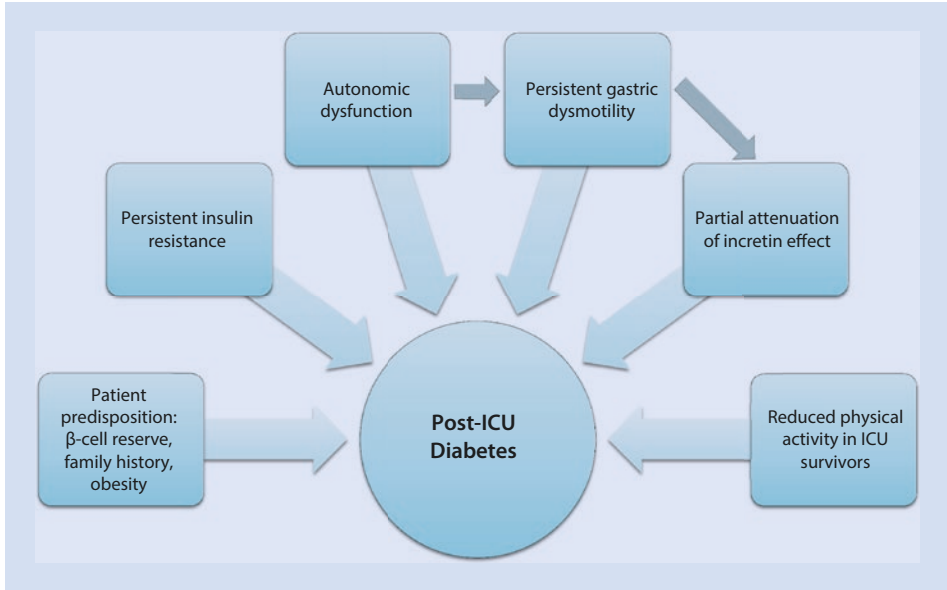 Autonomic
dysfunction
Persistent gastric
dysmotility
Persistent insulin
resistance
Partial attenuation
of incretin effect
Patient
predisposition:
β-cell reserve,
family history,
obesity
Post-ICU
Diabetes
Reduced physical
activity in ICU
survivors